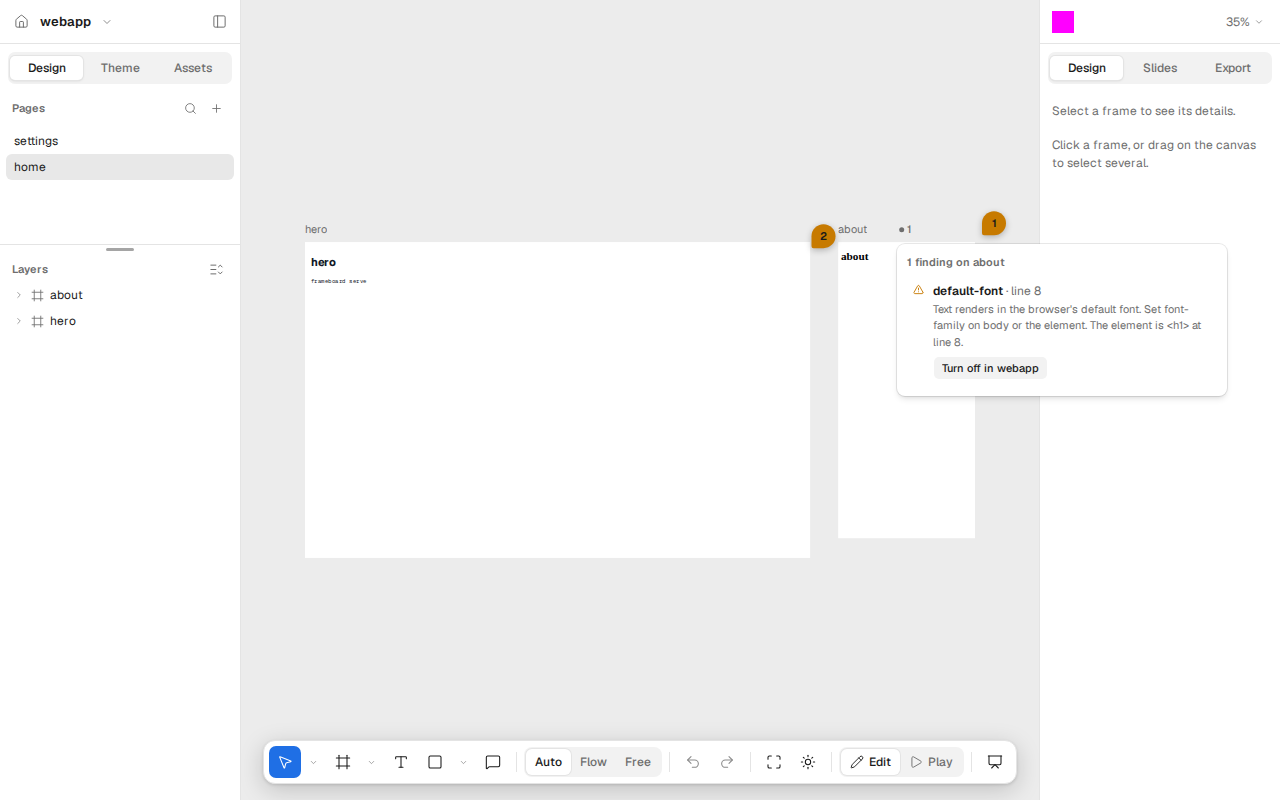 webapp
35%
Design
Theme
Assets
Design
Slides
Export
Pages
settings
home
Select a frame to see its details.
Click a frame, or drag on the canvas
to select several.
Layers
about
hero
hero
2
about
1
1
hero
frameboard serve
about
1 finding on about
default-font · line 8
Text renders in the browser's default font. Set font-
family on body or the element. The element is <h1> at
line 8.
Turn off in webapp
Auto
Flow
Free
Edit
Play